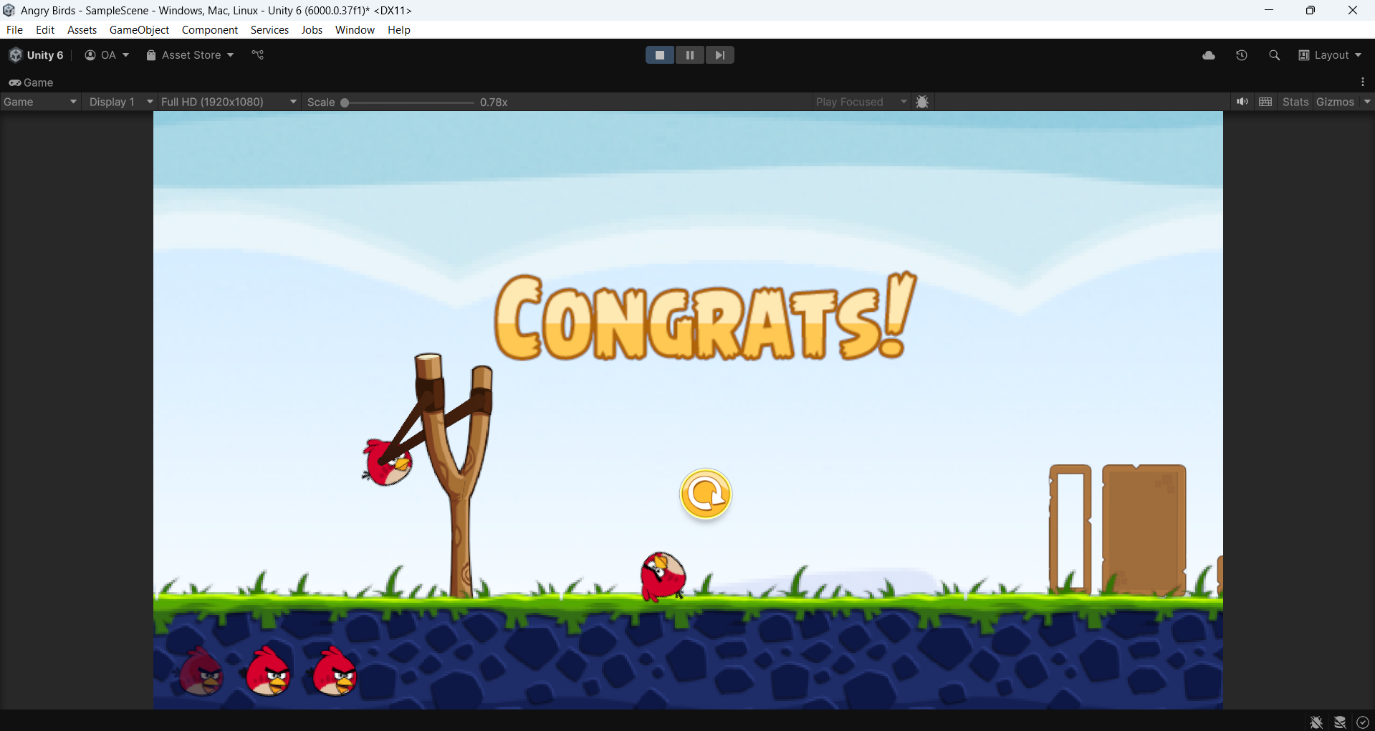 Angry Birds - SampleScene - Windows, Mac, Linux - Unity 6 (6000.0.37f1)* <DX11>
File Edit Assets GameObject Component Services Jobs Window Help
Unity 6 OA Asset Store Layout
Game
Game Display 1 Full HD (1920x1080) Scale 0.78x Play Focused Stats Gizmos
CONGRATS!